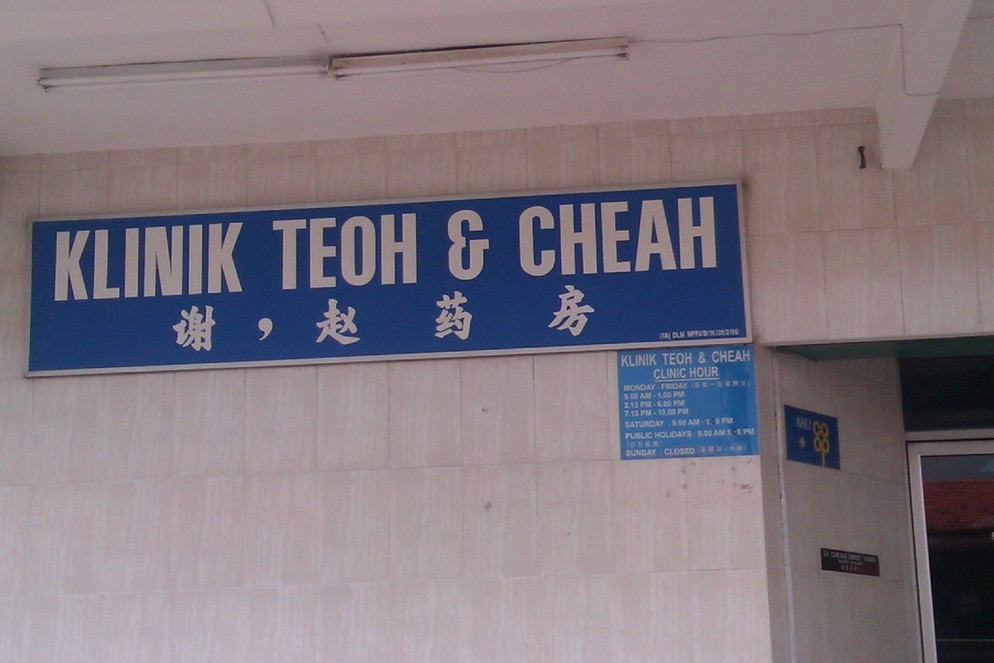 KLINIK TEOH & CHEAH
谢，赵药房
KLINIK TEOH & CHEAH
CLINIC HOUR
MONDAY - FRIDAY
9.00 AM - 1.00 PM
2.15 PM - 6.00 PM
7.15 PM - 10.00 PM
SATURDAY - 9.00 AM -
PUBLIC HOLIDAYS - 9.00 AM
SUNDAY - CLOSED
AHLI